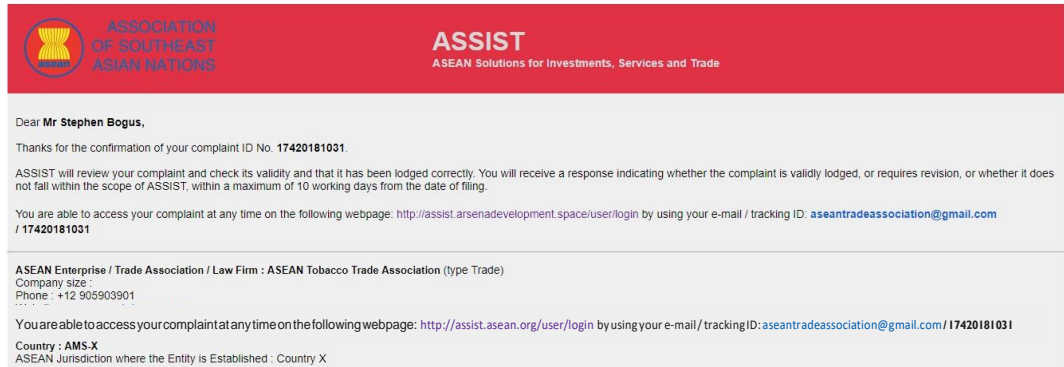 ASSOCIATION
OF SOUTHEAST
ASIAN NATIONS
asean
ASSIST
ASEAN Solutions for Investments, Services and Trade
Dear Mr Stephen Bogus,
Thanks for the confirmation of your complaint ID No. 17420181031.
ASSIST will review your complaint and check its validity and that it has been lodged correctly. You will receive a response indicating whether the complaint is validly lodged, or requires revision, or whether it does
not fall within the scope of ASSIST, within a maximum of 10 working days from the date of filing.
You are able to access your complaint at any time on the following webpage: http://assist.arsenadevelopment.space/user/login by using your e-mail / tracking ID: aseantradeassociation@gmail.com
/ 17420181031
ASEAN Enterprise / Trade Association / Law Firm : ASEAN Tobacco Trade Association (type Trade)
Company size :
Phone : +12 905903901
You are able to access your complaint at any time on the following webpage: http://assist.asean.org/user/login by using your e-mail / tracking ID: aseantradeassociation@gmail.com / 17420181031
Country : AMS-X
ASEAN Jurisdiction where the Entity is Established : Country X